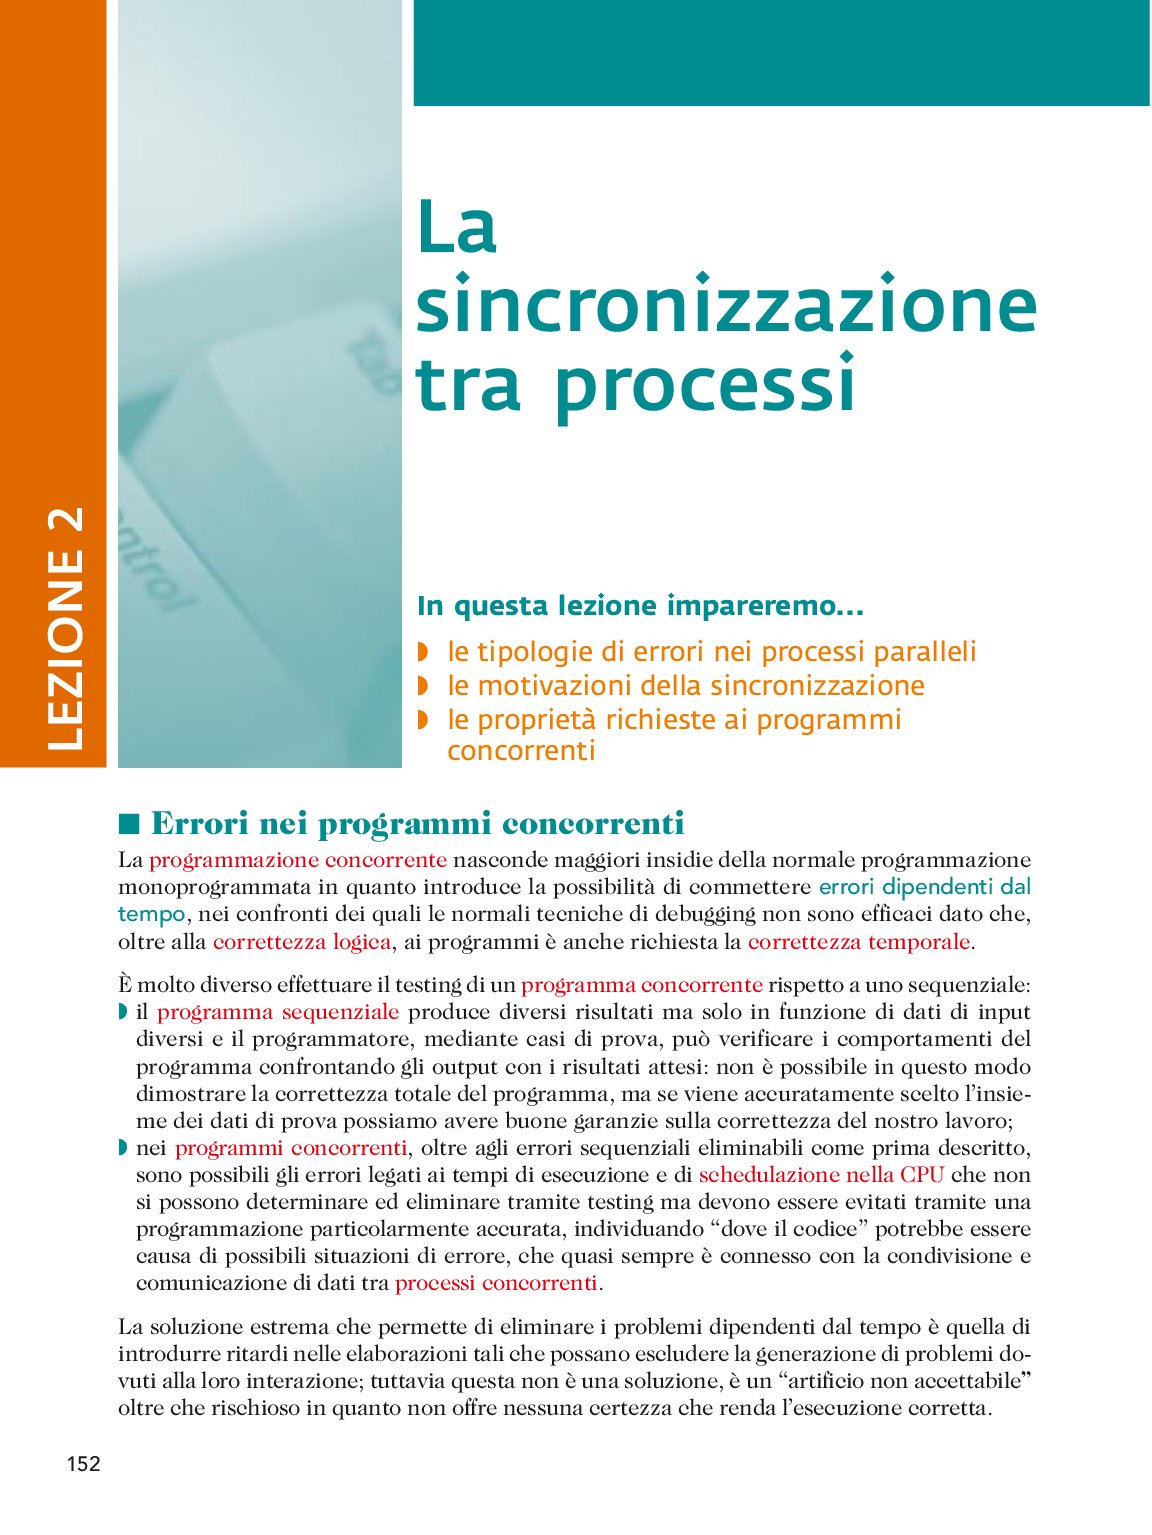 LEZIONE 2
Tab
ontrol
La
sincronizzazione
tra processi
In questa lezione impareremo...
le tipologie di errori nei processi paralleli
le motivazioni della sincronizzazione
le proprietà richieste ai programmi
concorrenti
Errori nei programmi concorrenti
La programmazione concorrente nasconde maggiori insidie della normale programmazione
monoprogrammata in quanto introduce la possibilità di commettere errori dipendenti dal
tempo, nei confronti dei quali le normali tecniche di debugging non sono efficaci dato che,
oltre alla correttezza logica, ai programmi è anche richiesta la correttezza temporale.
È molto diverso effettuare il testing di un programma concorrente rispetto a uno sequenziale:
il programma sequenziale produce diversi risultati ma solo in funzione di dati di input
diversi e il programmatore, mediante casi di prova, può verificare i comportamenti del
programma confrontando gli output con i risultati attesi: non è possibile in questo modo
dimostrare la correttezza totale del programma, ma se viene accuratamente scelto l'insie-
me dei dati di prova possiamo avere buone garanzie sulla correttezza del nostro lavoro;
nei programmi concorrenti, oltre agli errori sequenziali eliminabili come prima descritto,
sono possibili gli errori legati ai tempi di esecuzione e di schedulazione nella CPU che non
si possono determinare ed eliminare tramite testing ma devono essere evitati tramite una
programmazione particolarmente accurata, individuando "dove il codice" potrebbe essere
causa di possibili situazioni di errore, che quasi sempre è connesso con la condivisione e
comunicazione di dati tra processi concorrenti.
La soluzione estrema che permette di eliminare i problemi dipendenti dal tempo è quella di
introdurre ritardi nelle elaborazioni tali che possano escludere la generazione di problemi do-
vuti alla loro interazione; tuttavia questa non è una soluzione, è un "artificio non accettabile"
oltre che rischioso in quanto non offre nessuna certezza che renda l'esecuzione corretta.
152